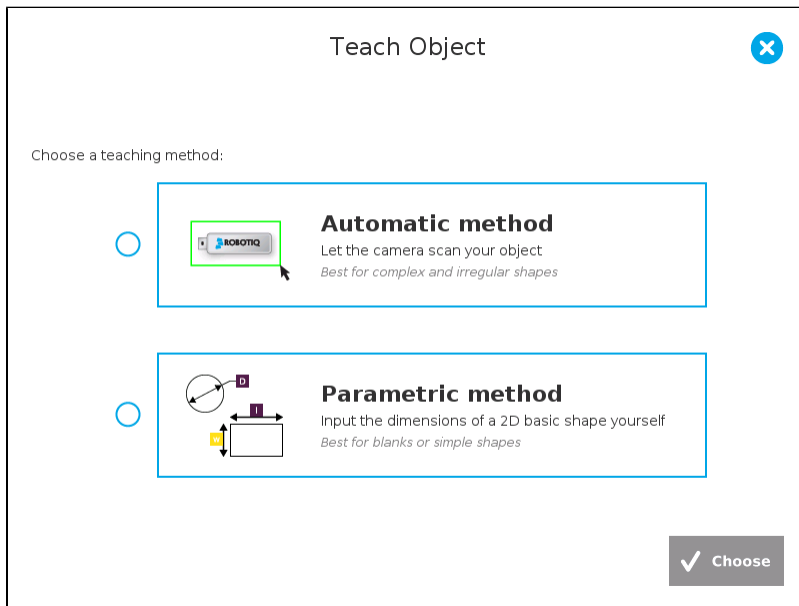 Teach Object
Choose a teaching method:
ROBOTIQ
Automatic method
Let the camera scan your object
Best for complex and irregular shapes
D
l
w
Parametric method
Input the dimensions of a 2D basic shape yourself
Best for blanks or simple shapes
Choose